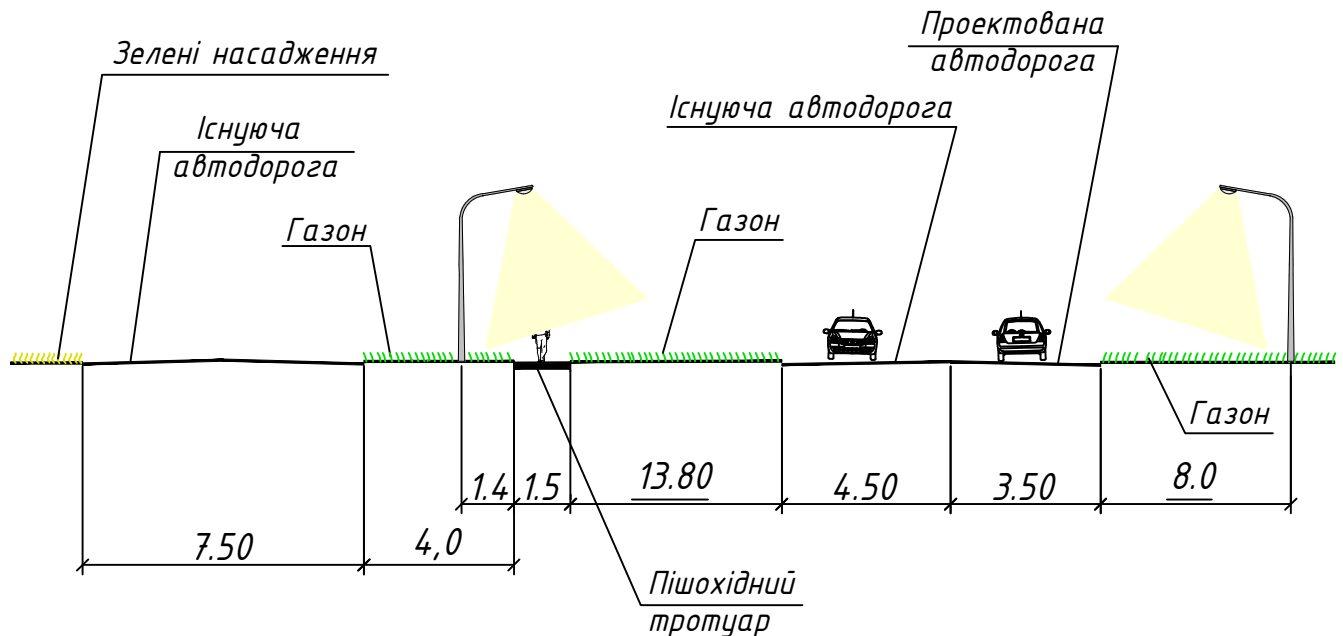 Зелені насадження
Існуюча
автодорога
Газон
Існуюча автодорога
Проектована
автодорога
Газон
Газон
1.4
1.5
13.80
4.50
3.50
8.0
7.50
4,0
Пішохідний
тротуар